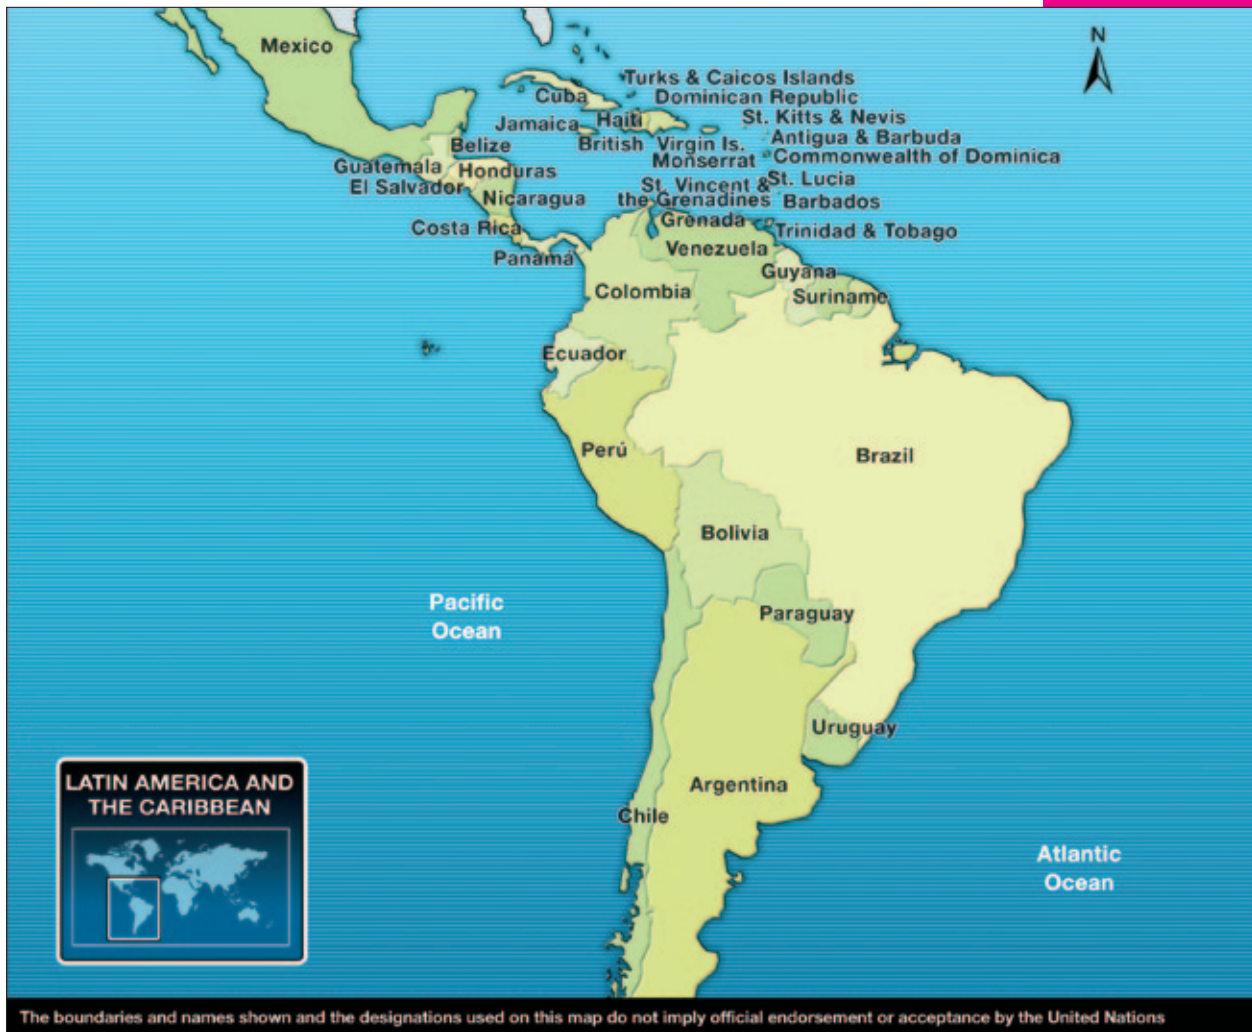 Mexico
N
Turks & Caicos Islands
Cuba
Dominican Republic
Haiti
St. Kitts & Nevis
Jamaica
Antigua & Barbuda
British Virgin Is.
Belize
Monserrat
Commonwealth of Dominica
Guatemala
Honduras
St. Lucia
El Salvador
St. Vincent &
the Grenadines
Nicaragua
Barbados
Grenada
Costa Rica
Trinidad & Tobago
Venezuela
Panamá
Guyana
Colombia
Suriname
Ecuador
Perú
Brazil
Bolivia
Pacific
Ocean
Paraguay
Uruguay
LATIN AMERICA AND
THE CARIBBEAN
Argentina
Chile
Atlantic
Ocean
The boundaries and names shown and the designations used on this map do not imply official endorsement or acceptance by the United Nations